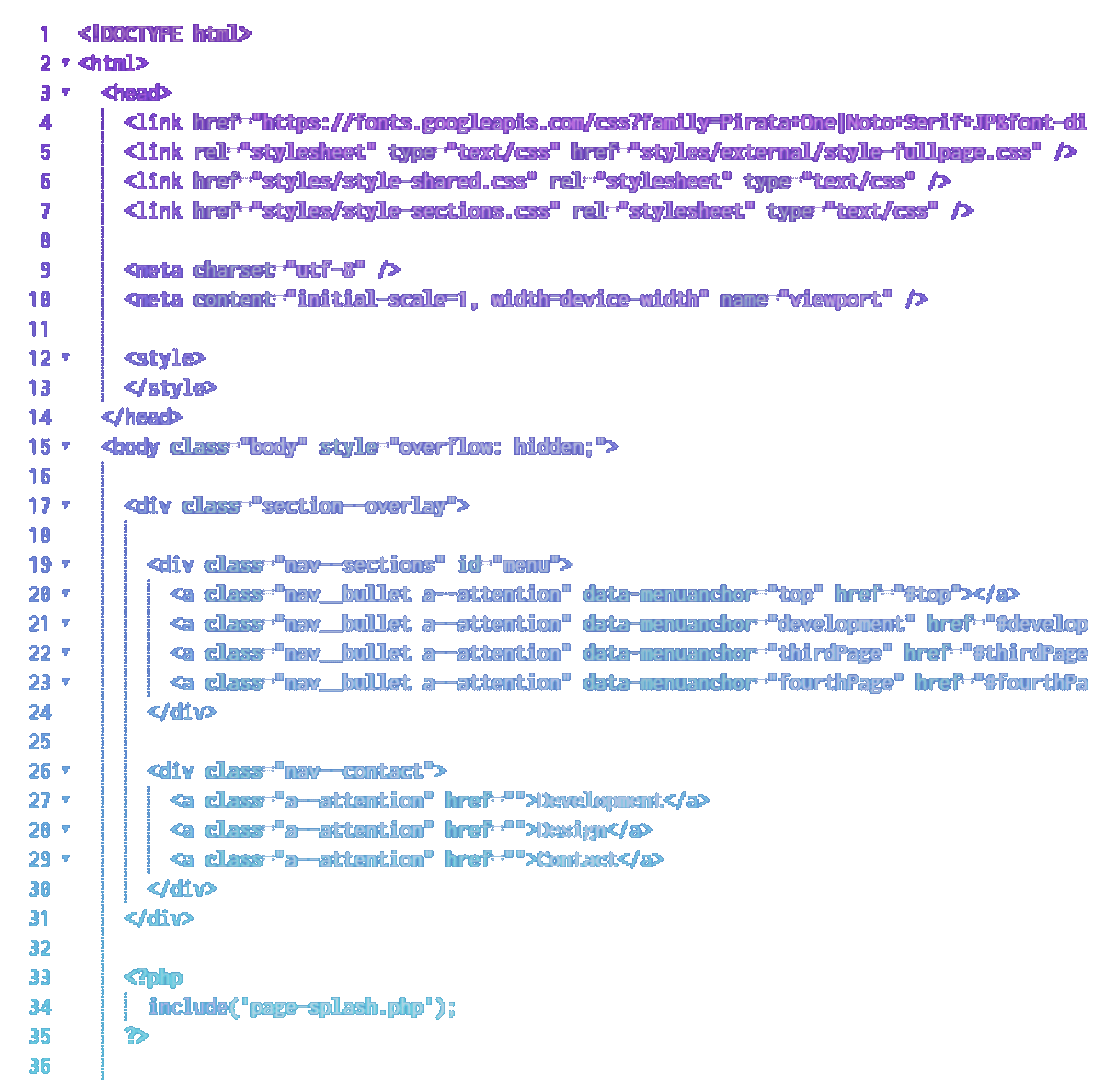 1 <!DOCTYPE html>
2 <html>
3 <head>
4 <link href="https://fonts.googleapis.com/css?family=Pirata+One|Noto+Serif+JP&font-di
5 <link rel="stylesheet" type="text/css" href="styles/external/style-fullpage.css" />
6 <link href="styles/style-shared.css" rel="stylesheet" type="text/css" />
7 <link href="styles/style-sections.css" rel="stylesheet" type="text/css" />
8
9 <meta charset="utf-8" />
10 <meta content="initial-scale=1, width=device-width" name="viewport" />
11
12 <style>
13 </style>
14 </head>
15 <body class="body" style="overflow: hidden;">
16
17 <div class="section--overlay">
18
19 <div class="nav--sections" id="menu">
20 <a class="nav__bullet a--attention" data-menuanchor="top" href="#top"></a>
21 <a class="nav__bullet a--attention" data-menuanchor="development" href="#develop
22 <a class="nav__bullet a--attention" data-menuanchor="thirdPage" href="#thirdPage
23 <a class="nav__bullet a--attention" data-menuanchor="fourthPage" href="#fourthPa
24 </div>
25
26 <div class="nav--contact">
27 <a class="a--attention" href="">Development</a>
28 <a class="a--attention" href="">Design</a>
29 <a class="a--attention" href="">Contact</a>
30 </div>
31 </div>
32
33 <?php
34 include('page-splash.php');
35 ?>
36